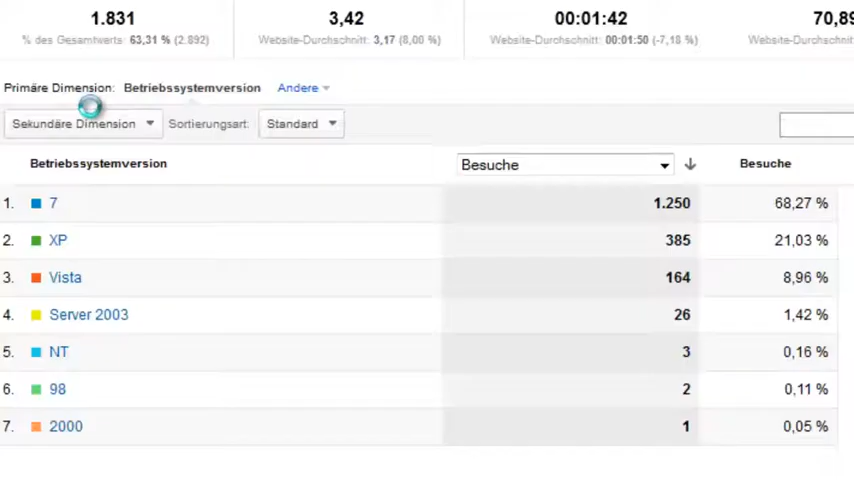 1.831 3,42 00:01:42 70,89
% des Gesamtwerts: 63,31 % (2.892) Website-Durchschnitt: 3,17 (8,00 %) Website-Durchschnitt: 00:01:50 (-7,18 %) Website-Durchschnitt:
Primäre Dimension: Betriebssystemversion Andere
Sekundäre Dimension Sortierungsart: Standard
Betriebssystemversion Besuche Besuche
1. 7 1.250 68,27 %
2. XP 385 21,03 %
3. Vista 164 8,96 %
4. Server 2003 26 1,42 %
5. NT 3 0,16 %
6. 98 2 0,11 %
7. 2000 1 0,05 %